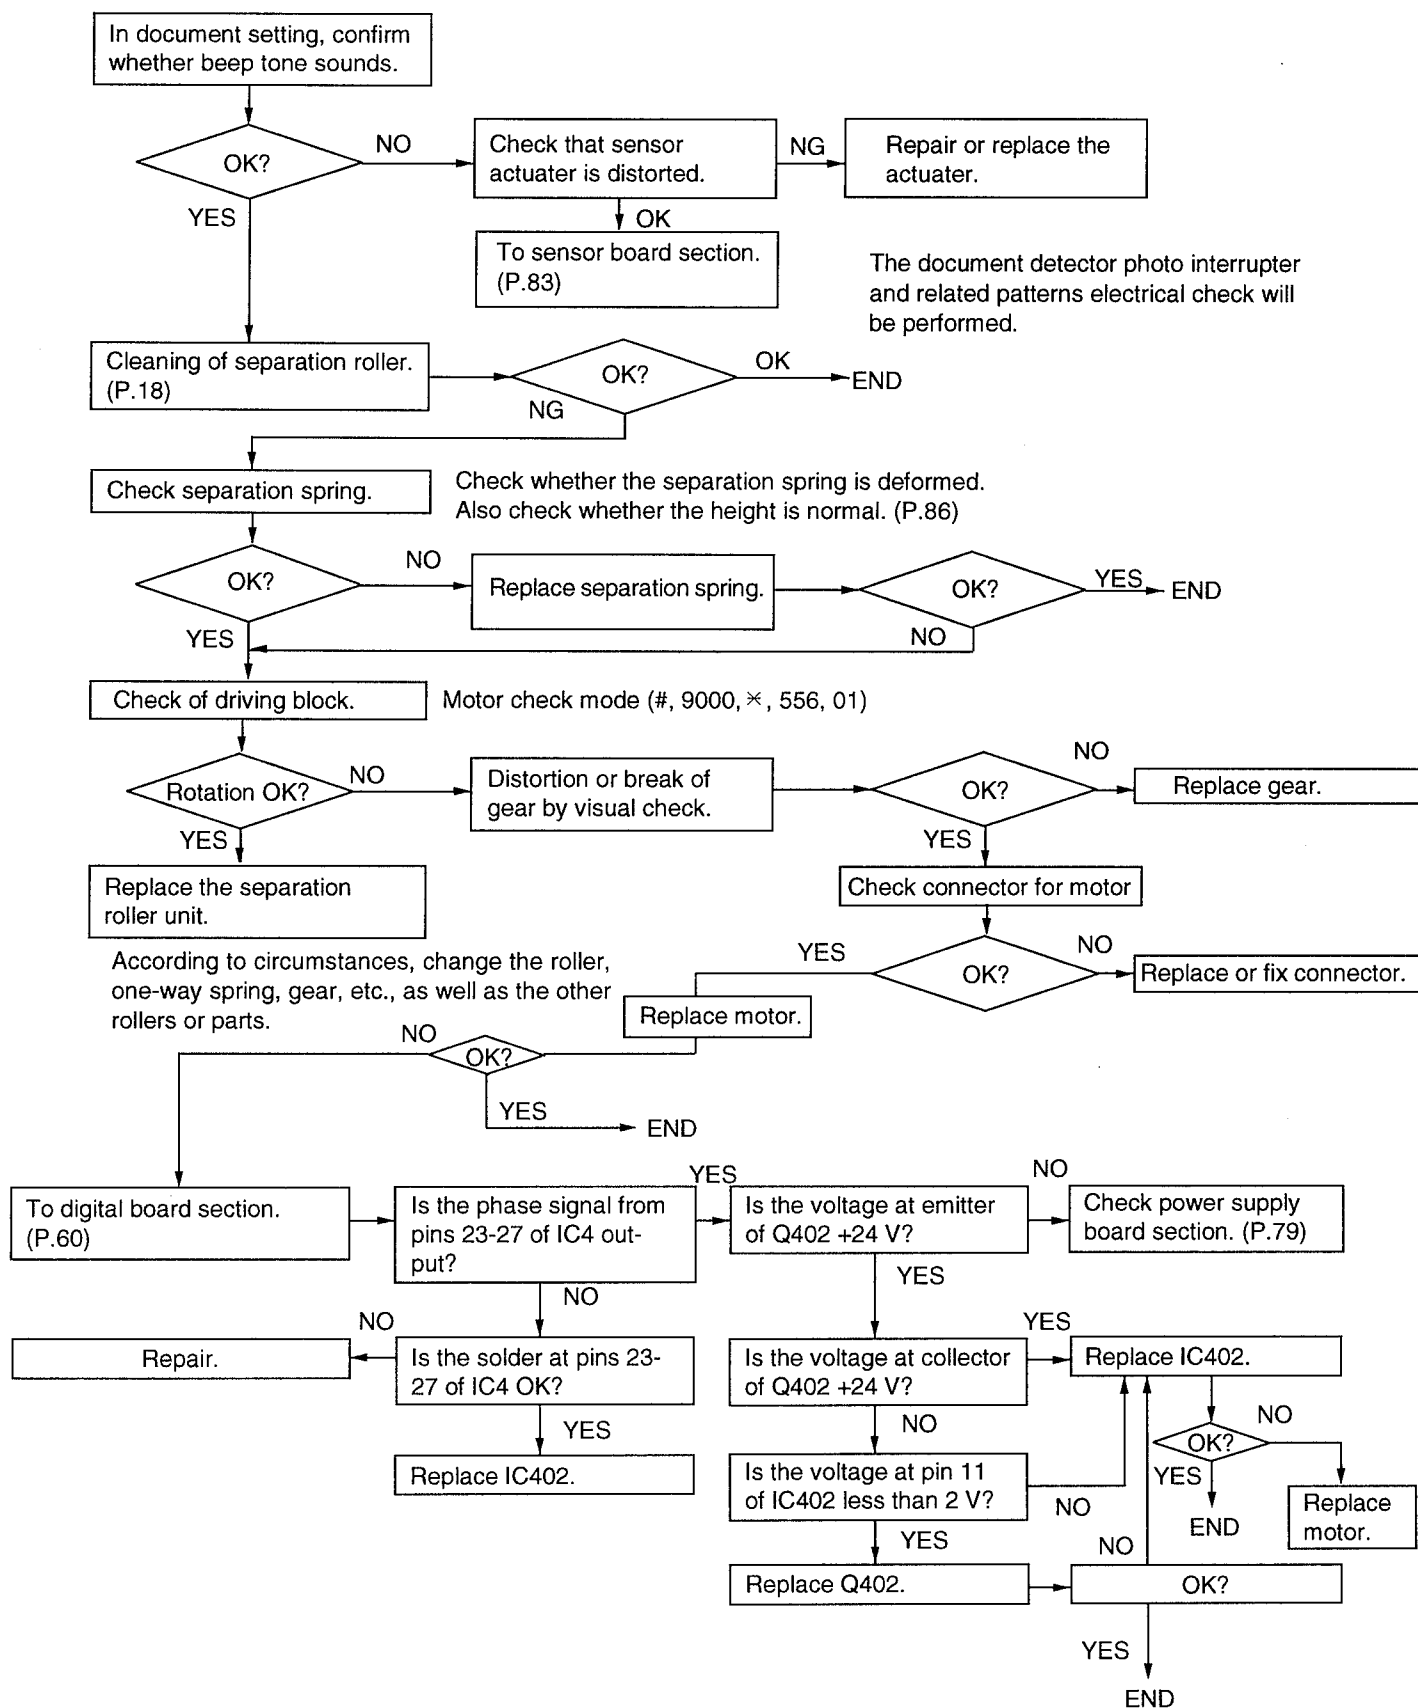 In document setting, confirm
whether beep tone sounds.
OK?
NO
Check that sensor
actuater is distorted.
NG
Repair or replace the
actuater.
YES
OK
To sensor board section.
(P.83)
The document detector photo interrupter
and related patterns electrical check will
be performed.
Cleaning of separation roller.
(P.18)
OK?
OK
END
NG
Check separation spring.
Check whether the separation spring is deformed.
Also check whether the height is normal. (P.86)
OK?
NO
Replace separation spring.
OK?
YES
END
YES
NO
Check of driving block.
Motor check mode (#, 9000, ✳, 556, 01)
Rotation OK?
NO
Distortion or break of
gear by visual check.
OK?
NO
Replace gear.
YES
YES
Replace the separation
roller unit.
Check connector for motor
According to circumstances, change the roller,
one-way spring, gear, etc., as well as the other
rollers or parts.
YES
OK?
NO
Replace or fix connector.
Replace motor.
NO
OK?
YES
END
To digital board section.
(P.60)
Is the phase signal from
pins 23-27 of IC4 out-
put?
YES
Is the voltage at emitter
of Q402 +24 V?
NO
Check power supply
board section. (P.79)
NO
YES
Repair.
NO
Is the solder at pins 23-
27 of IC4 OK?
Is the voltage at collector
of Q402 +24 V?
YES
Replace IC402.
YES
NO
OK?
NO
Replace IC402.
Is the voltage at pin 11
of IC402 less than 2 V?
NO
YES
END
Replace
motor.
YES
NO
Replace Q402.
OK?
YES
END